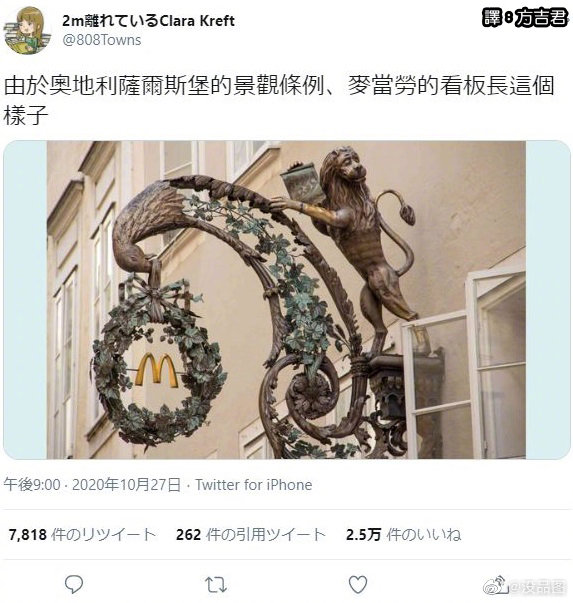 譯:方吉君
2m離れているClara Kreft
@808Towns
由於奧地利薩爾斯堡的景觀條例、麥當勞的看板長這個
樣子
M
午後9:00 · 2020年10月27日 · Twitter for iPhone
7,818 件のリツイート 262 件の引用ツイート 2.5万 件のいいね
@汝品图